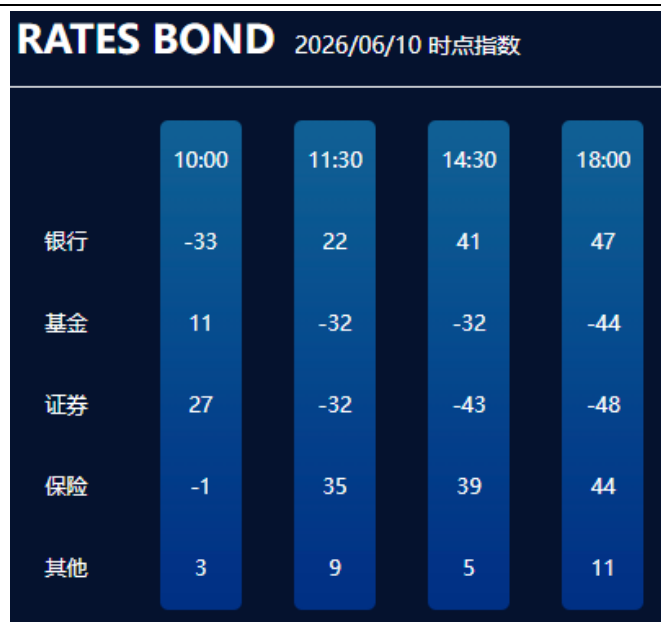 RATES BOND 2026/06/10 时点指数
10:00 11:30 14:30 18:00
银行 -33 22 41 47
基金 11 -32 -32 -44
证券 27 -32 -43 -48
保险 -1 35 39 44
其他 3 9 5 11